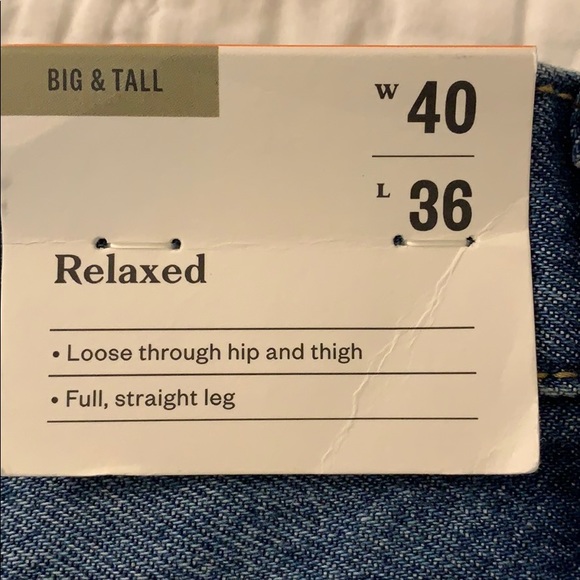 BIG & TALL
W 40
L 36
Relaxed
• Loose through hip and thigh
• Full, straight leg